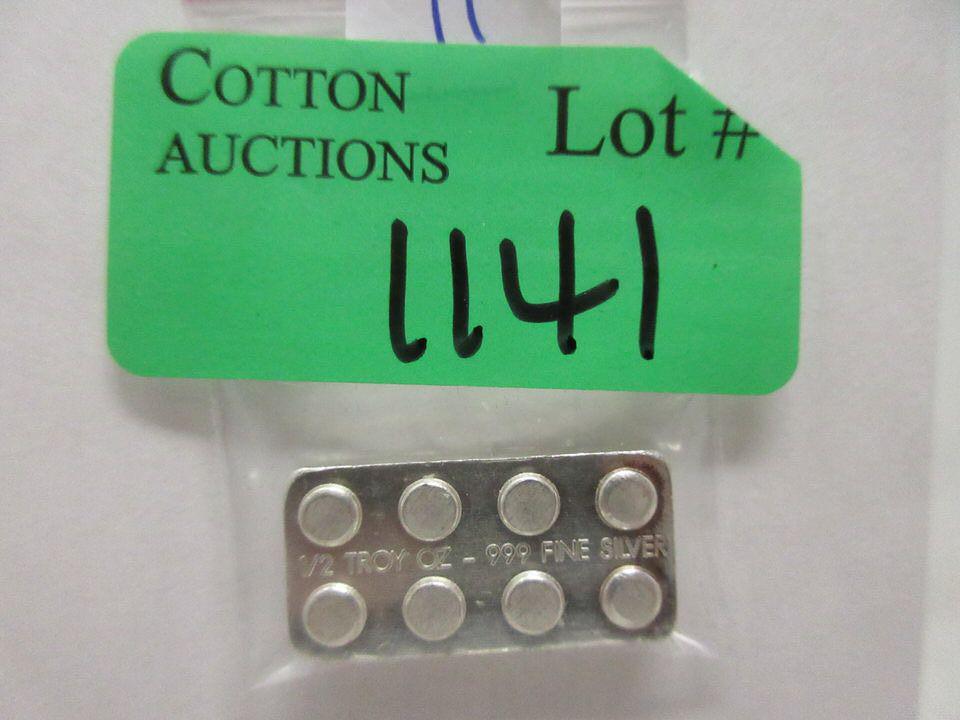 COTTON
AUCTIONS
Lot #
1141
1/2 TROY OZ - 999 FINE SILVER